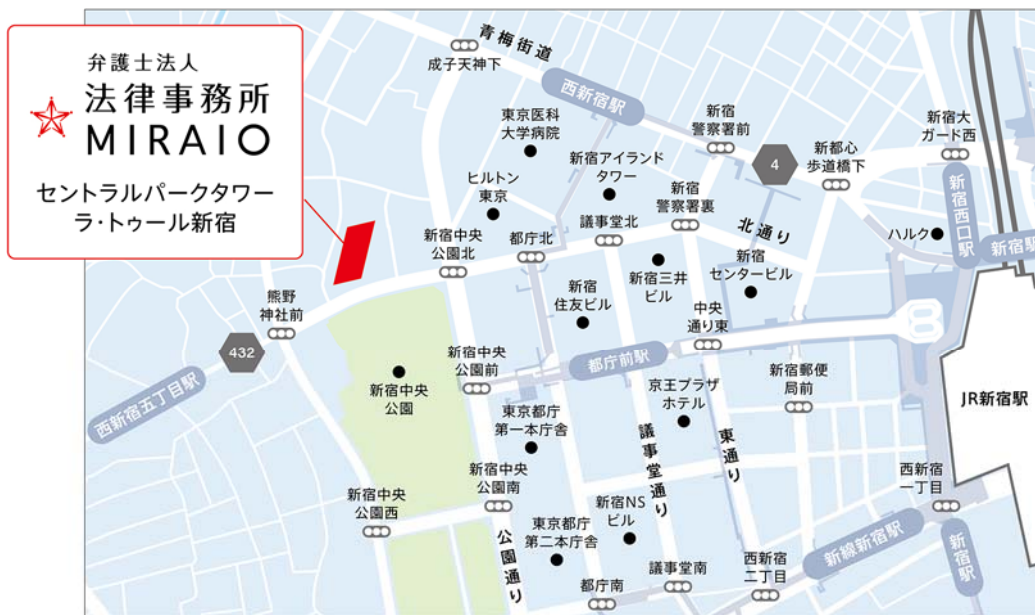 弁護士法人
法律事務所
MIRAIO
セントラルパークタワー
ラ・トゥール新宿
青梅街道
成子天神下
西新宿駅
東京医科
大学病院
新宿
警察署前
新宿大
ガード西
4
新都心
歩道橋下
新宿アイランド
タワー
ヒルトン
東京
新宿
警察署裏
北通り
新宿西口駅
ハルク
新宿駅
新宿中央
公園北
都庁北
議事堂北
新宿三井
ビル
新宿
センタービル
新宿
住友ビル
中央
通り東
熊野
神社前
432
西新宿五丁目駅
新宿中央
公園
新宿中央
公園前
都庁前駅
新宿郵便
局前
京王プラザ
ホテル
JR新宿駅
東京都庁
第一本庁舎
議事堂通り
東通り
新宿中央
公園南
新宿中央
公園西
西新宿
一丁目
新宿NS
ビル
東京都庁
第二本庁舎
公園通り
新線新宿駅
新宿駅
議事堂南
西新宿
二丁目
都庁南